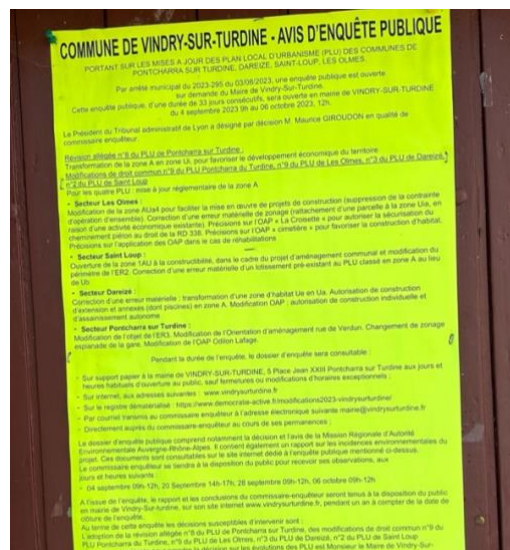 COMMUNE DE VINDRY-SUR-TURDINE - AVIS D'ENQUÊTE PUBLIQUE
PORTANT SUR LES MISES A JOUR DES PLAN LOCAL D'URBANISME (PLU) DES COMMUNES DE
PONTCHARRA SUR TURDINE, DAREIZE, SAINT-LOUP, LES OLMES
Par arrêté municipal du 2023-295 du 03/08/2023, une enquête publique est ouverte
sur demande du Maire de Vindry-Sur-Turdine,
Cette enquête publique, d'une durée de 33 jours consécutifs, sera ouverte en mairie de VINDRY-SUR-TURDINE
du 4 septembre 2023 9h au 06 octobre 2023, 12h.
Le Président du Tribunal administratif de Lyon a désigné par décision M. Maurice GIROUDON en qualité de
commissaire enquêteur.
Révision allégée n°8 du PLU de Pontcharra sur Turdine :
Transformation de la zone A en zone Ui, pour favoriser le développement économique du territoire
Modifications de droit commun n°9 du PLU Pontcharra du Turdine, n°9 du PLU de Les Olmes, n°3 du PLU Dareizé,
n°2 du PLU de Saint Loup
Pour les quatre PLU : mise à jour réglementaire de la zone A
- Secteur Les Olmes :
Modification de la zone AUa4 pour faciliter la mise en œuvre de projets de construction (suppression de la contrainte
d'opération d'ensemble). Correction d'une erreur matérielle de zonage (rattachement d'une parcelle à la zone Uia, en
raison d'une activité économique existante). Précisions sur l'OAP « La Croisette » pour autoriser la sécurisation du
cheminement piéton au droit de la RD 338. Précisions sur l'OAP « cimetière » pour favoriser la construction d'habitat.
Précisions sur l'application des OAP dans le cas de réhabilitations
- Secteur Saint Loup :
Ouverture de la zone 1AU à la constructibilité, dans le cadre du projet d'aménagement communal et modification du
périmètre de l'ER2. Correction d'une erreur matérielle d'un lotissement pré-existant au PLU classé en zone A au lieu
de Ub
- Secteur Dareizé :
Correction d'une erreur matérielle : transformation d'une zone d'habitat Ue en Ua. Autorisation de construction
d'extension et annexes (dont piscines) en zone A. Modification OAP : autorisation de construction individuelle et
d'assainissement autonome
- Secteur Pontcharra sur Turdine :
Modification de l'objet de l'ER3. Modification de l'Orientation d'aménagement rue de Verdun. Changement de zonage
esplanade de la gare. Modification de l'OAP Odilon Lafage.
Pendant la durée de l'enquête, le dossier d'enquête sera consultable :
- Sur support papier à la mairie de VINDRY-SUR-TURDINE, 5 Place Jean XXIII Pontcharra sur Turdine aux jours et
heures habituels d'ouverture au public, sauf fermetures ou modifications d'horaires exceptionnels ;
- Sur internet, aux adresses suivantes : www.vindrysurturdine.fr
- Sur le registre dématérialisé : https://www.democratie-active.fr/modifications2023-vindrysurturdine/
- Par courriel transmis au commissaire enquêteur à l'adresse électronique suivante mairie@vindrysurturdine.fr
- Directement auprès du commissaire-enquêteur au cours de ses permanences ;
Le dossier d'enquête publique comprend notamment la décision et l'avis de la Mission Régionale d'Autorité
Environnementale Auvergne-Rhône-Alpes. Il contient également un rapport sur les incidences environnementales du
projet. Ces documents sont consultables sur le site internet dédié à l'enquête publique mentionné ci-dessus.
Le commissaire enquêteur se tiendra à la disposition du public pour recevoir ses observations, aux
jours et heures suivants :
- 04 septembre 09h-12h, 20 Septembre 14h-17h, 28 septembre 09h-12h, 06 octobre 09h-12h
A l'issue de l'enquête, le rapport et les conclusions du commissaire-enquêteur seront tenus à la disposition du public
en mairie de Vindry-Sur-turdine, sur son site internet www.vindrysurturdine.fr, pendant un an à compter de la date de
clôture de l'enquête.
Au terme de cette enquête les décisions susceptibles d'intervenir sont :
L'adoption de la révision allégée n°8 du PLU de Pontcharra sur Turdine, des modifications de droit commun n°9 du
PLU Pontcharra du Turdine, n°9 du PLU de Les Olmes, n°3 du PLU de Dareizé, n°2 du PLU de Saint Loup
décision sur les évolutions des PLU est Monsieur le Maire de Vindry-Sur-